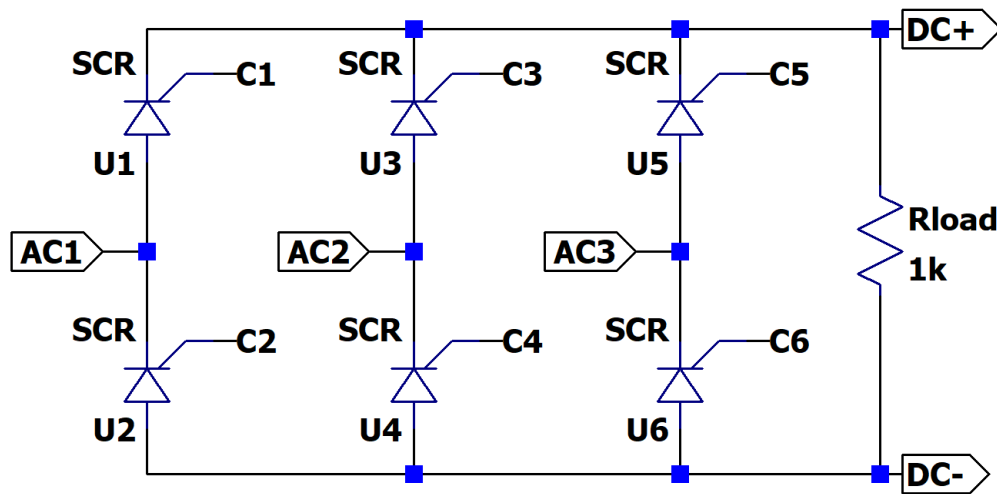 DC+
SCR C1
SCR C3
SCR C5
U1
U3
U5
AC1
AC2
AC3
Rload
1k
SCR C2
SCR C4
SCR C6
U2
U4
U6
DC-